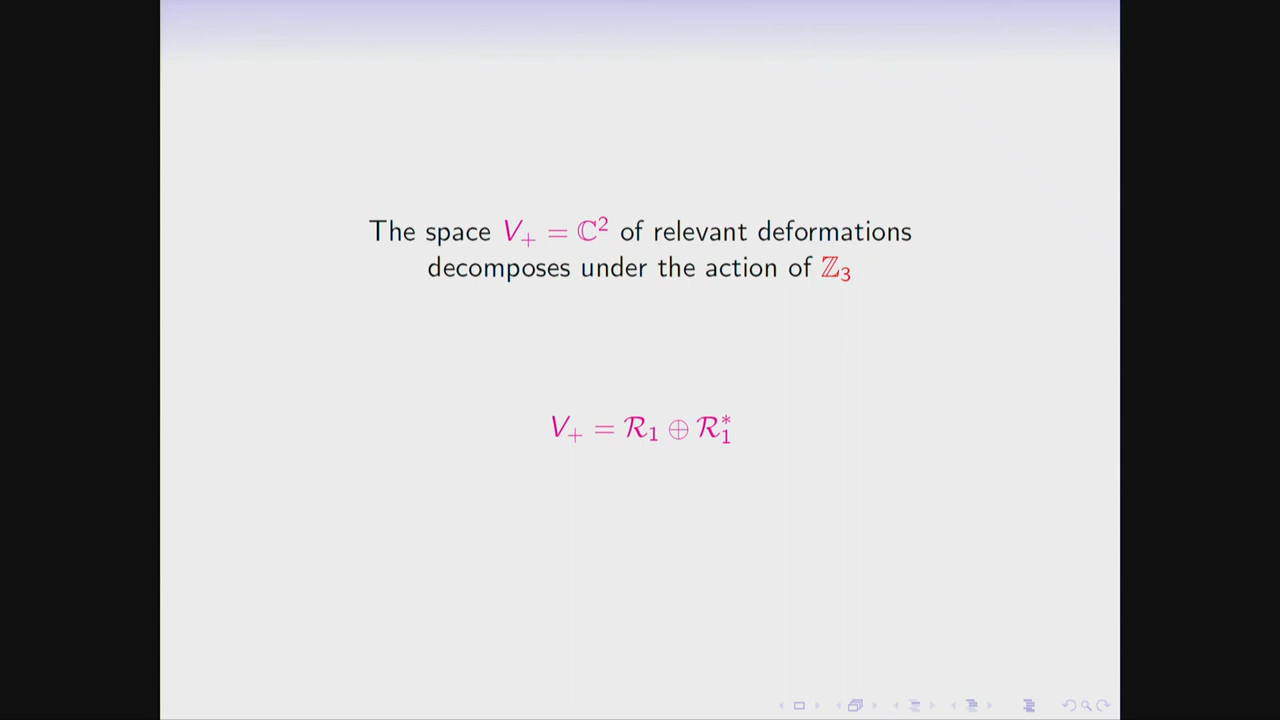 The space V₊ = ℂ² of relevant deformations
decomposes under the action of ℤ₃
V₊ = ℛ₁ ⊕ ℛ₁*